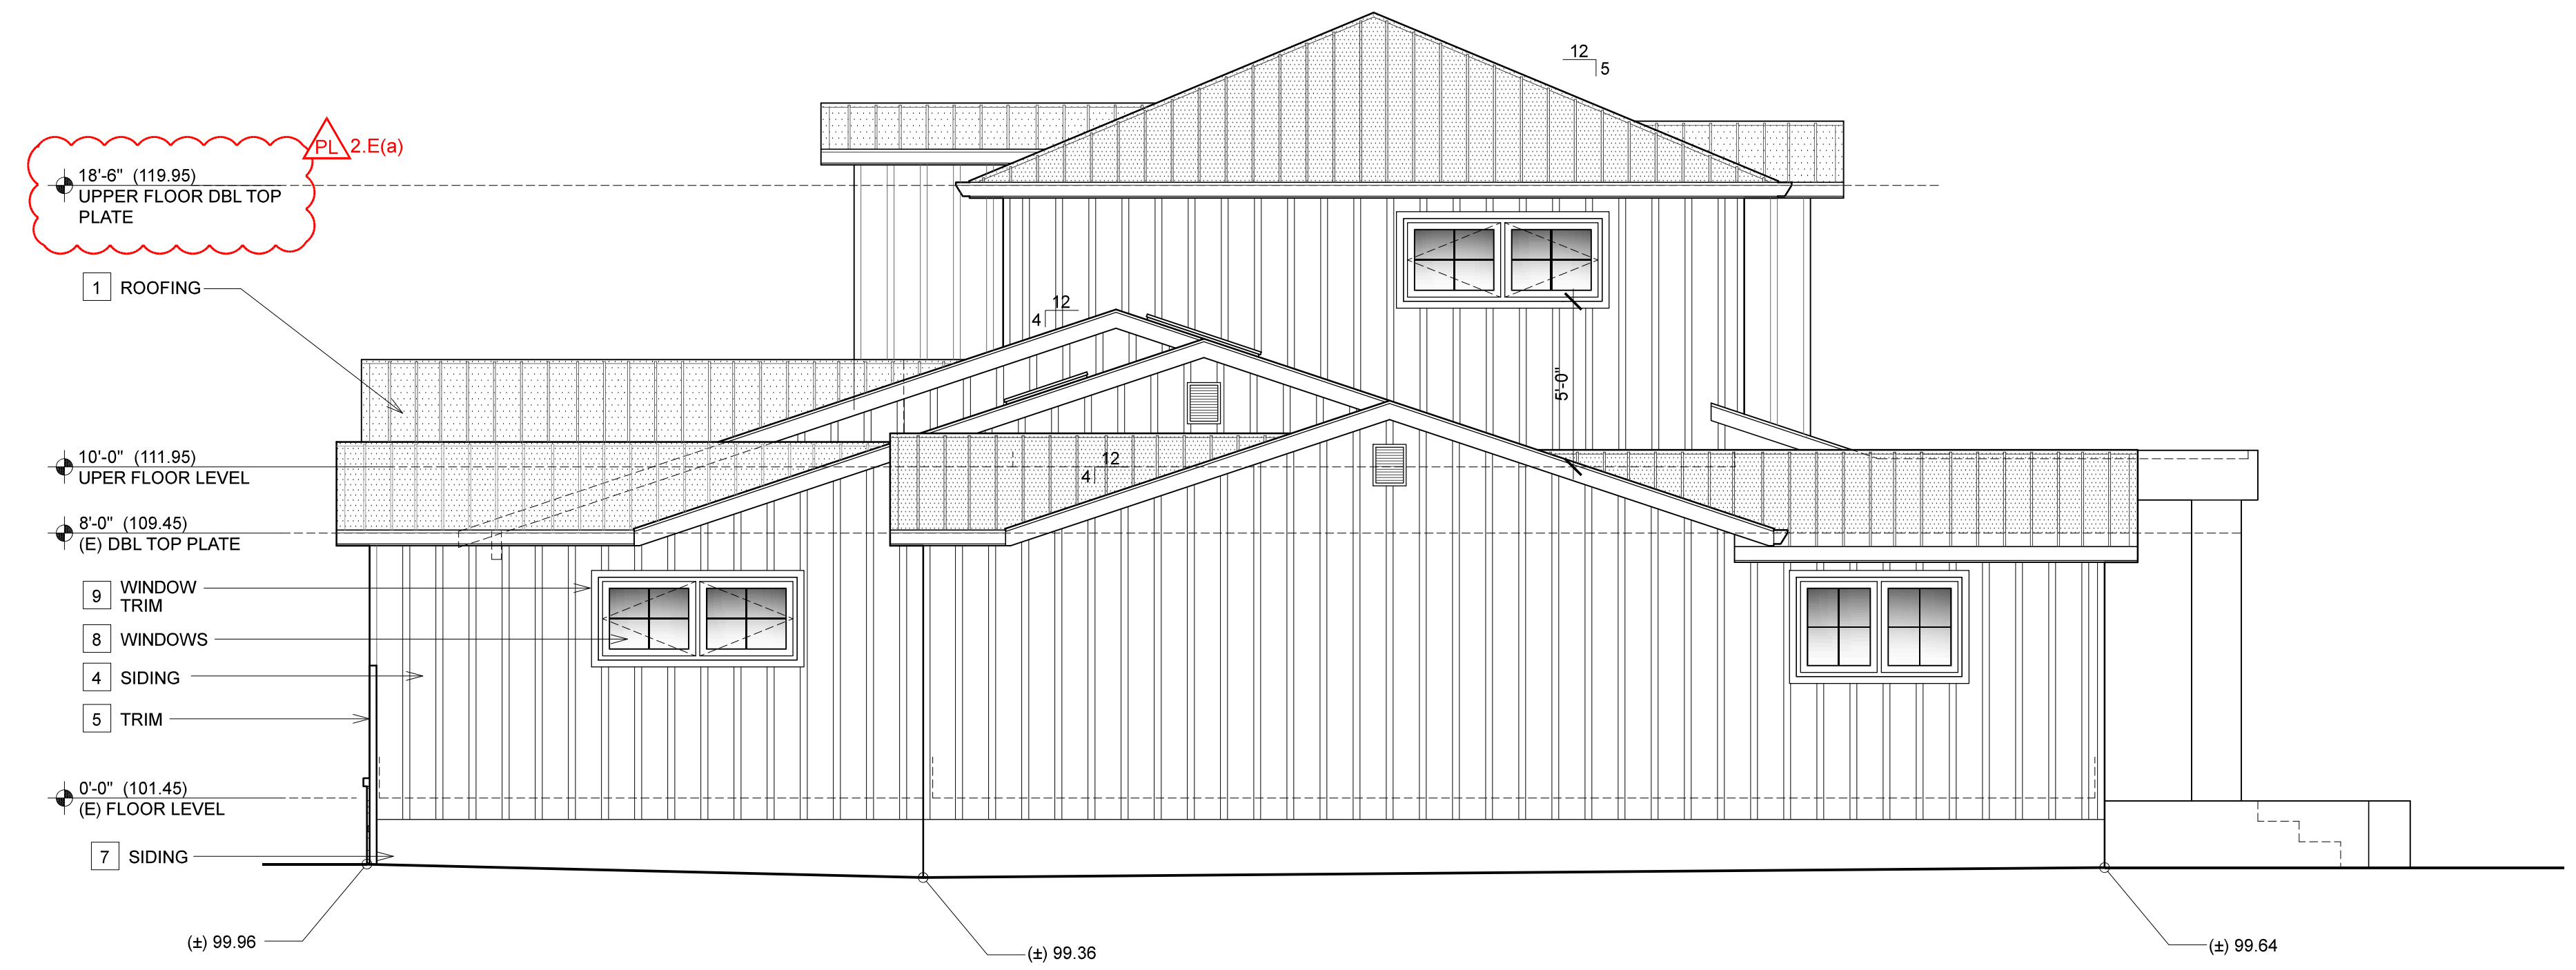 12
5
PL 2.E(a)
18'-6" (119.95)
UPPER FLOOR DBL TOP
PLATE
1 ROOFING
12
4
5'-0"
10'-0" (111.95)
UPER FLOOR LEVEL
12
4
8'-0" (109.45)
(E) DBL TOP PLATE
9 WINDOW
TRIM
8 WINDOWS
4 SIDING
5 TRIM
0'-0" (101.45)
(E) FLOOR LEVEL
7 SIDING
(±) 99.96
(±) 99.36
(±) 99.64